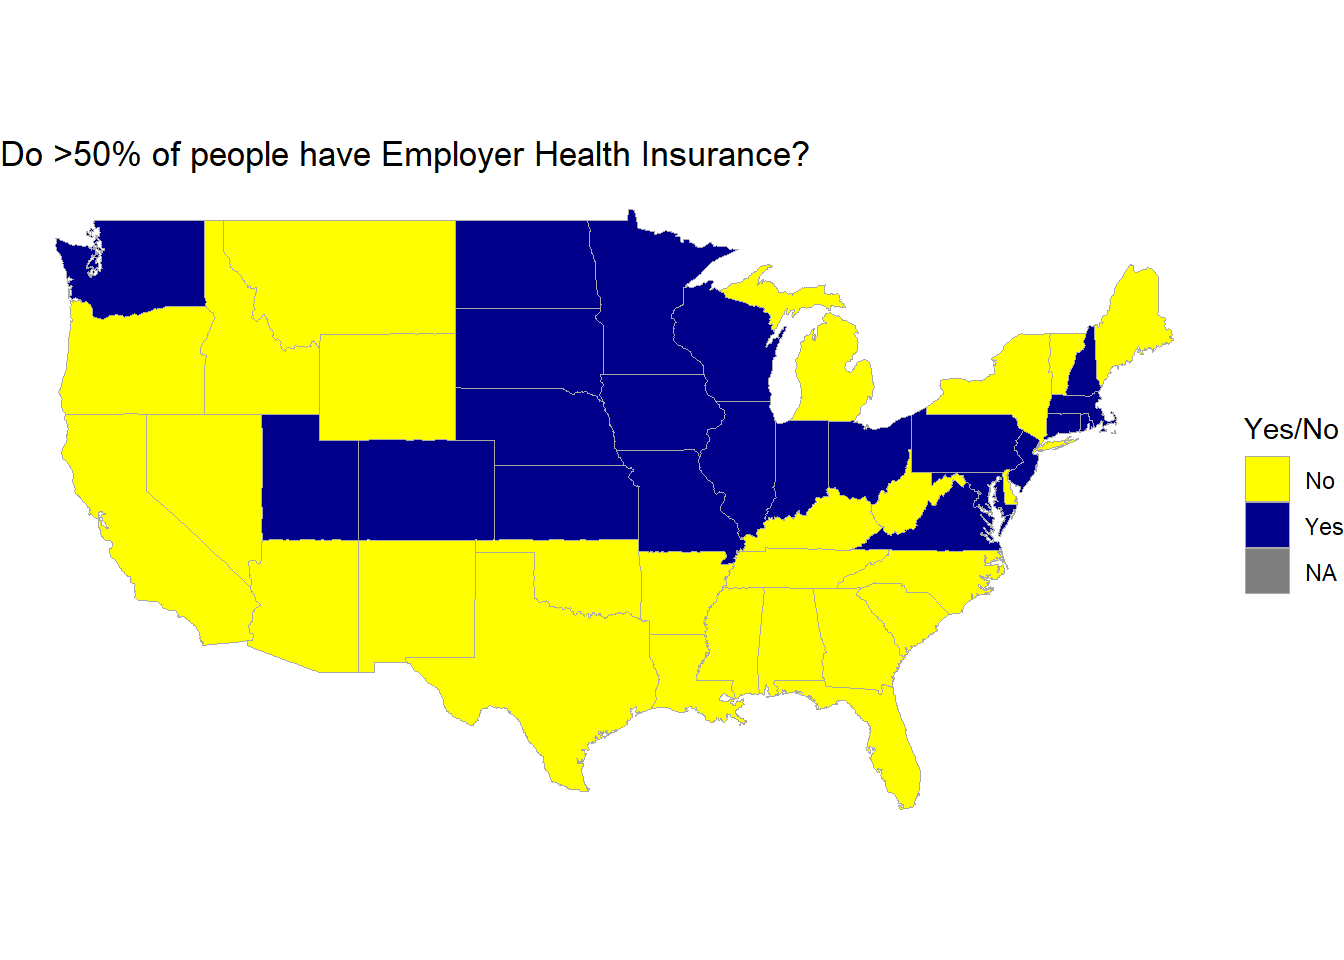 Do >50% of people have Employer Health Insurance?
Yes/No
No
Yes
NA